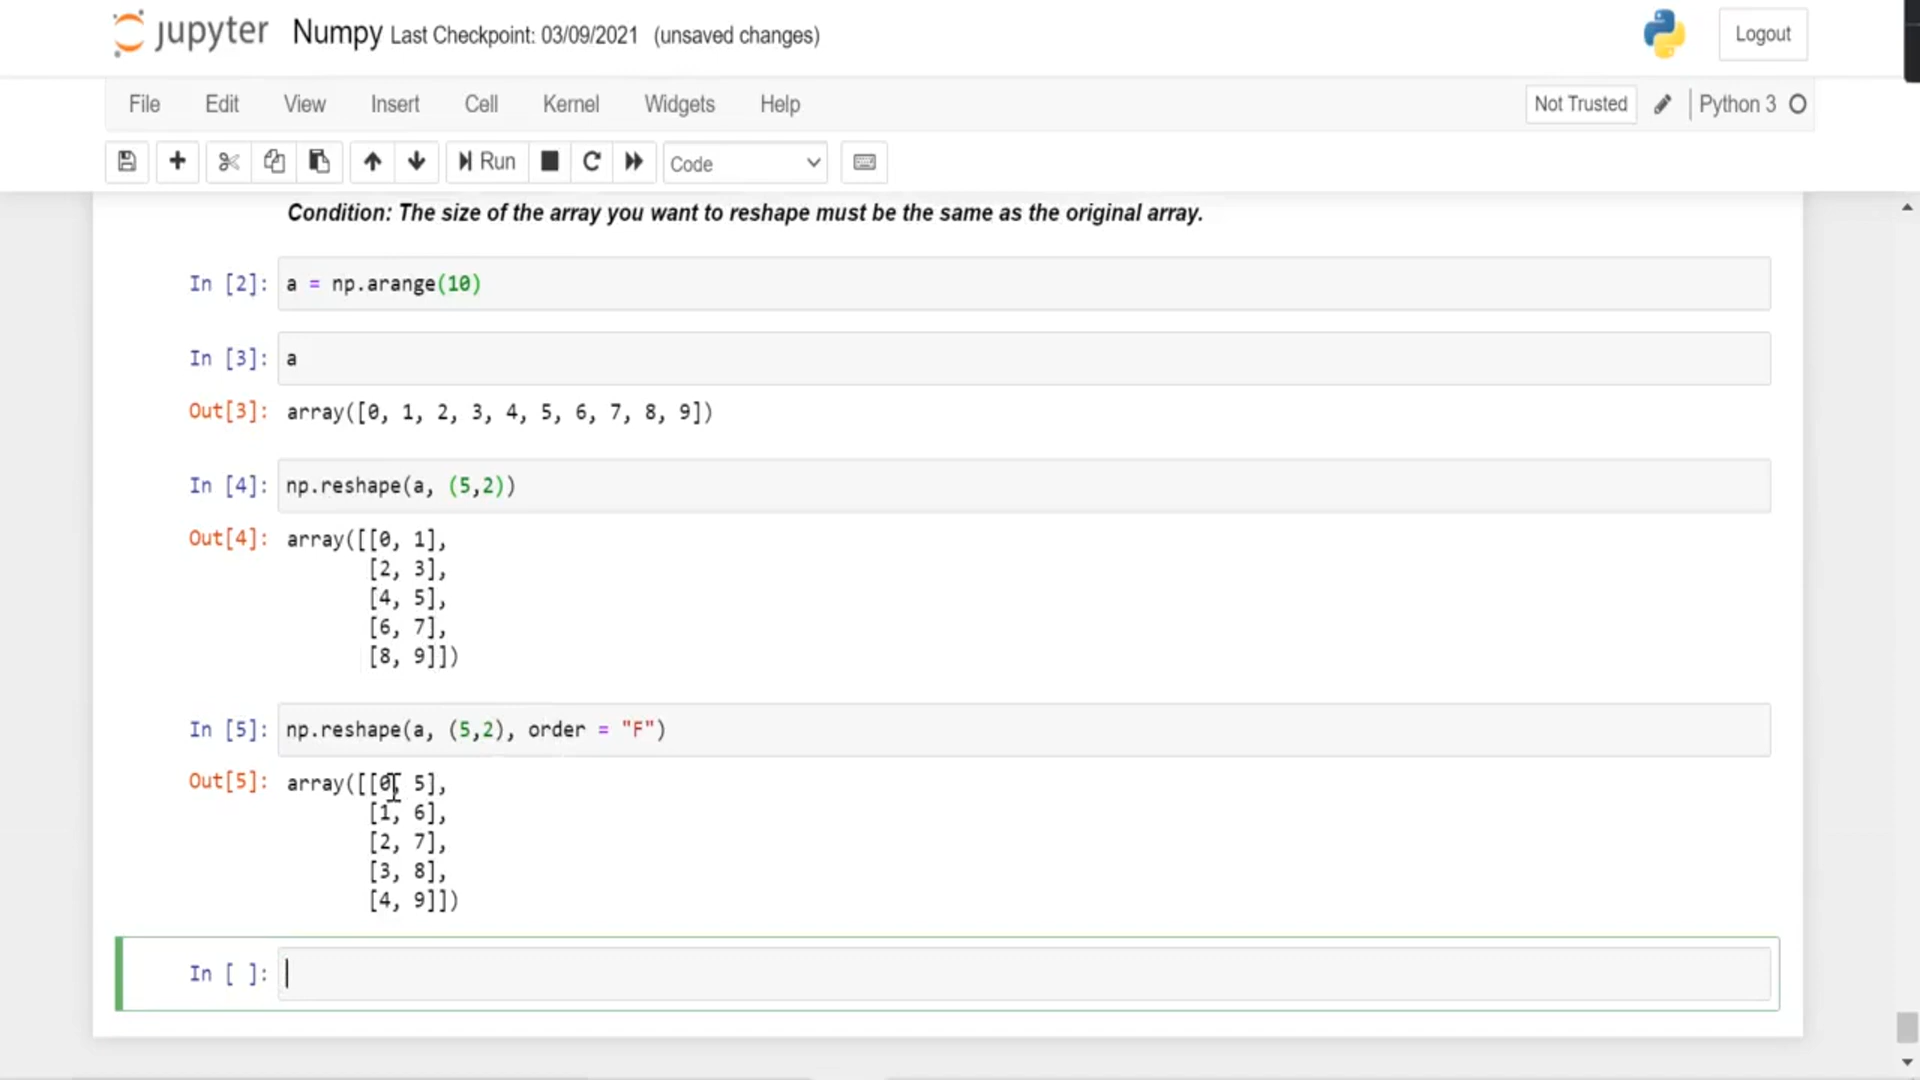 jupyter Numpy Last Checkpoint: 03/09/2021 (unsaved changes) Logout
File Edit View Insert Cell Kernel Widgets Help Not Trusted Python 3
Run Code
Condition: The size of the array you want to reshape must be the same as the original array.
In [2]: a = np.arange(10)
In [3]: a
Out[3]: array([0, 1, 2, 3, 4, 5, 6, 7, 8, 9])
In [4]: np.reshape(a, (5,2))
Out[4]: array([[0, 1],
[2, 3],
[4, 5],
[6, 7],
[8, 9]])
In [5]: np.reshape(a, (5,2), order = "F")
Out[5]: array([[0, 5],
[1, 6],
[2, 7],
[3, 8],
[4, 9]])
In [ ]: